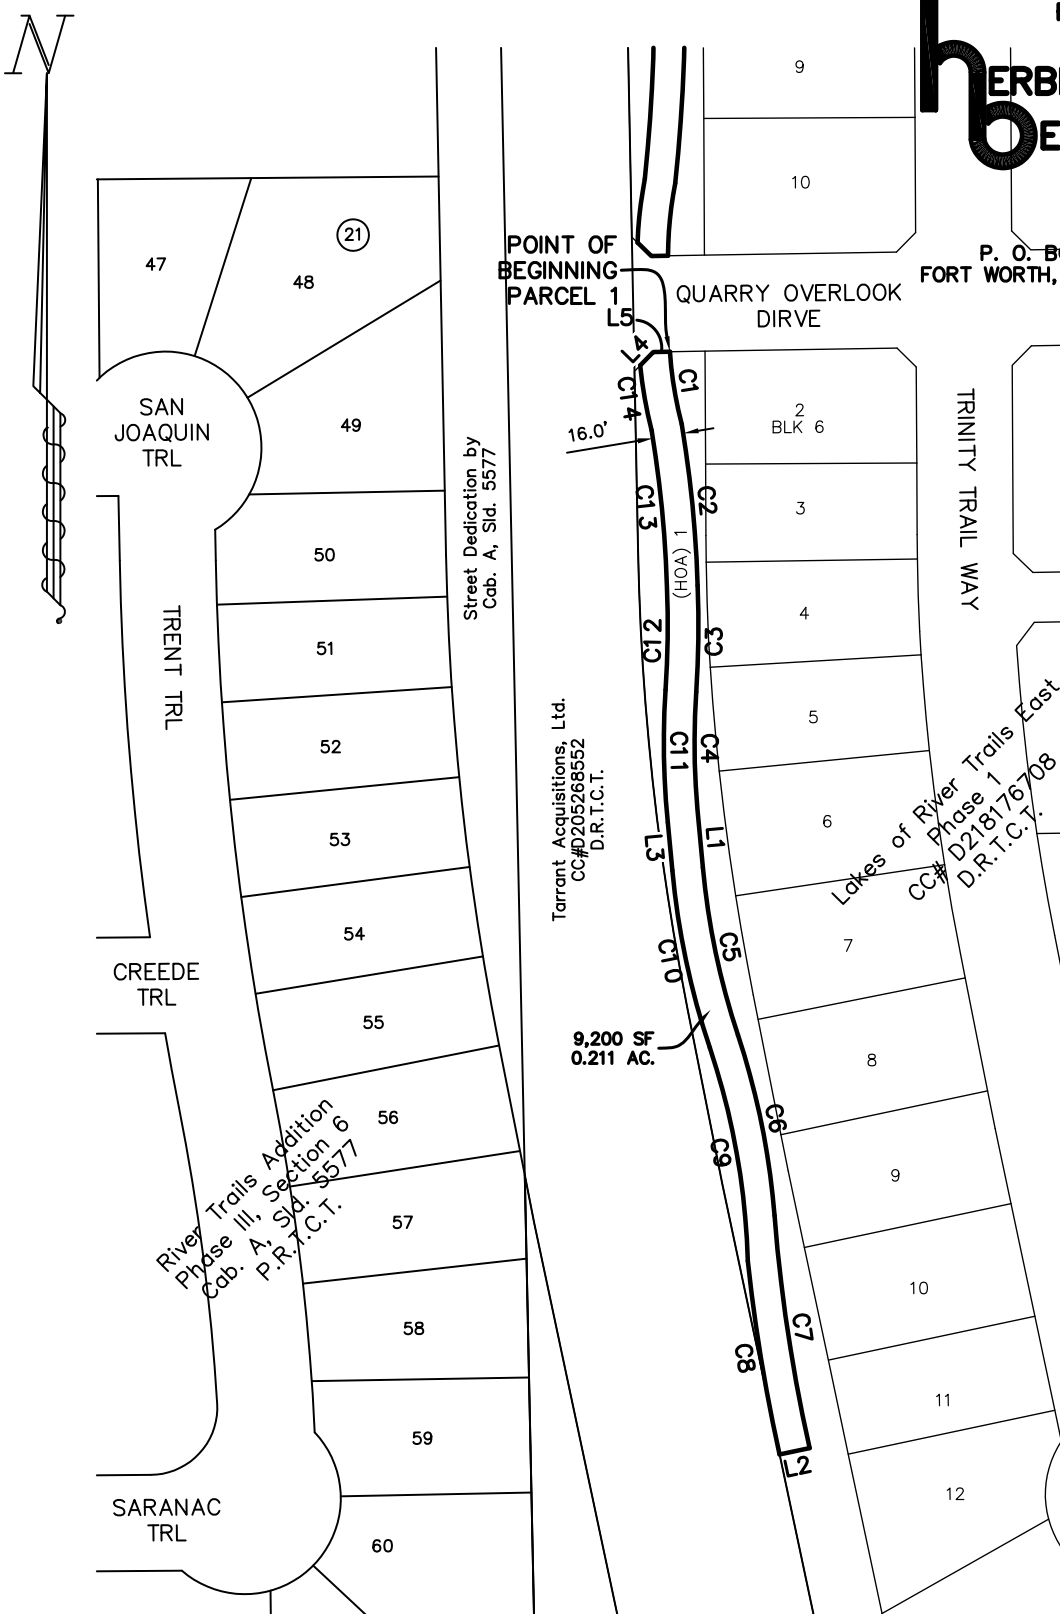 N
ERB
E
P. O. B
FORT WORTH,
9
10
POINT OF
BEGINNING
PARCEL 1
QUARRY OVERLOOK
DIRVE
L5
L4
C1
C14
16.0'
47
21
48
49
SAN
JOAQUIN
TRL
Street Dedication by
Cab. A, Sld. 5577
2
BLK 6
TRINITY TRAIL WAY
C13
C2
3
(HOA) 1
50
51
52
53
54
55
56
57
58
59
60
TRENT TRL
CREEDE
TRL
SARANAC
TRL
C12
C3
4
5
6
7
8
9
10
11
12
Tarrant Acquisitions, Ltd.
CC#D205268552
D.R.T.C.T.
C11
C4
L3
L1
Lakes of River Trails East
Phase 1
CC# D218176708
D.R.T.C.T.
C10
C5
9,200 SF
0.211 AC.
C9
C6
River Trails Addition
Phase III, Section 6
Cab. A, Sld. 5577
P.R.T.C.T.
C8
C7
L2